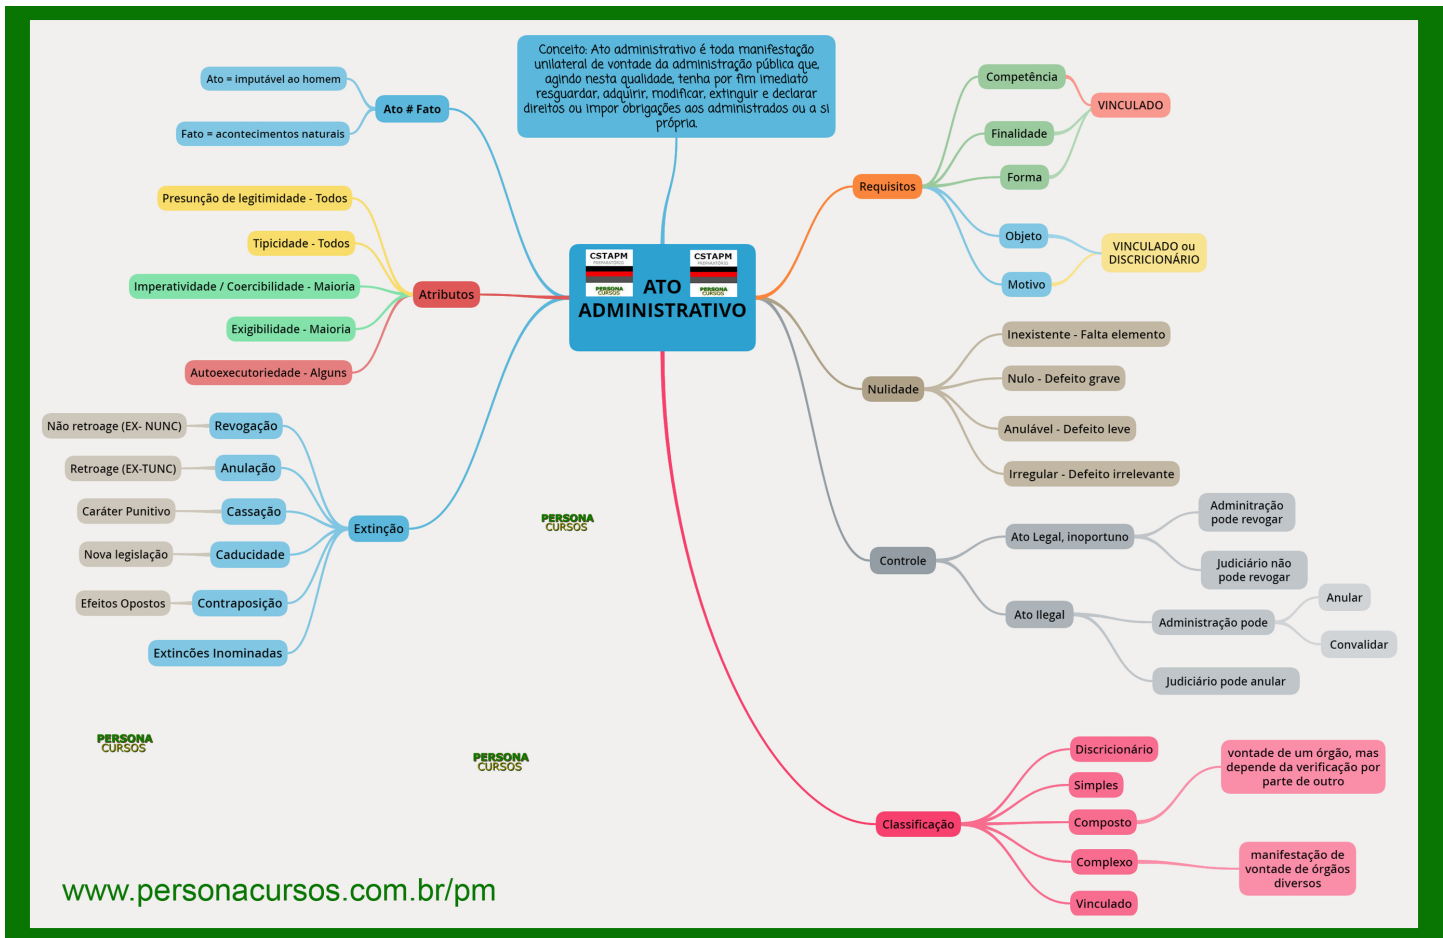 Conceito: Ato administrativo é toda manifestação
unilateral de vontade da administração pública que,
agindo nesta qualidade, tenha por fim imediato
resguardar, adquirir, modificar, extinguir e declarar
direitos ou impor obrigações aos administrados ou a si
própria.
CSTAPM
PREPARATÓRIO
PERSONA
CURSOS
CSTAPM
PREPARATÓRIO
PERSONA
CURSOS
ATO
ADMINISTRATIVO
Ato # Fato
Ato = imputável ao homem
Fato = acontecimentos naturais
Atributos
Presunção de legitimidade - Todos
Tipicidade - Todos
Imperatividade / Coercibilidade - Maioria
Exigibilidade - Maioria
Autoexecutoriedade - Alguns
Extinção
Revogação
Não retroage (EX- NUNC)
Anulação
Retroage (EX-TUNC)
Cassação
Caráter Punitivo
Caducidade
Nova legislação
Contraposição
Efeitos Opostos
Extincões Inominadas
Requisitos
Competência
Finalidade
Forma
VINCULADO
Objeto
Motivo
VINCULADO ou
DISCRICIONÁRIO
Nulidade
Inexistente - Falta elemento
Nulo - Defeito grave
Anulável - Defeito leve
Irregular - Defeito irrelevante
Controle
Ato Legal, inoportuno
Adminitração
pode revogar
Judiciário não
pode revogar
Ato Ilegal
Administração pode
Anular
Convalidar
Judiciário pode anular
Classificação
Discricionário
Simples
Composto
vontade de um órgão, mas
depende da verificação por
parte de outro
Complexo
manifestação de
vontade de órgãos
diversos
Vinculado
PERSONA
CURSOS
PERSONA
CURSOS
PERSONA
CURSOS
www.personacursos.com.br/pm